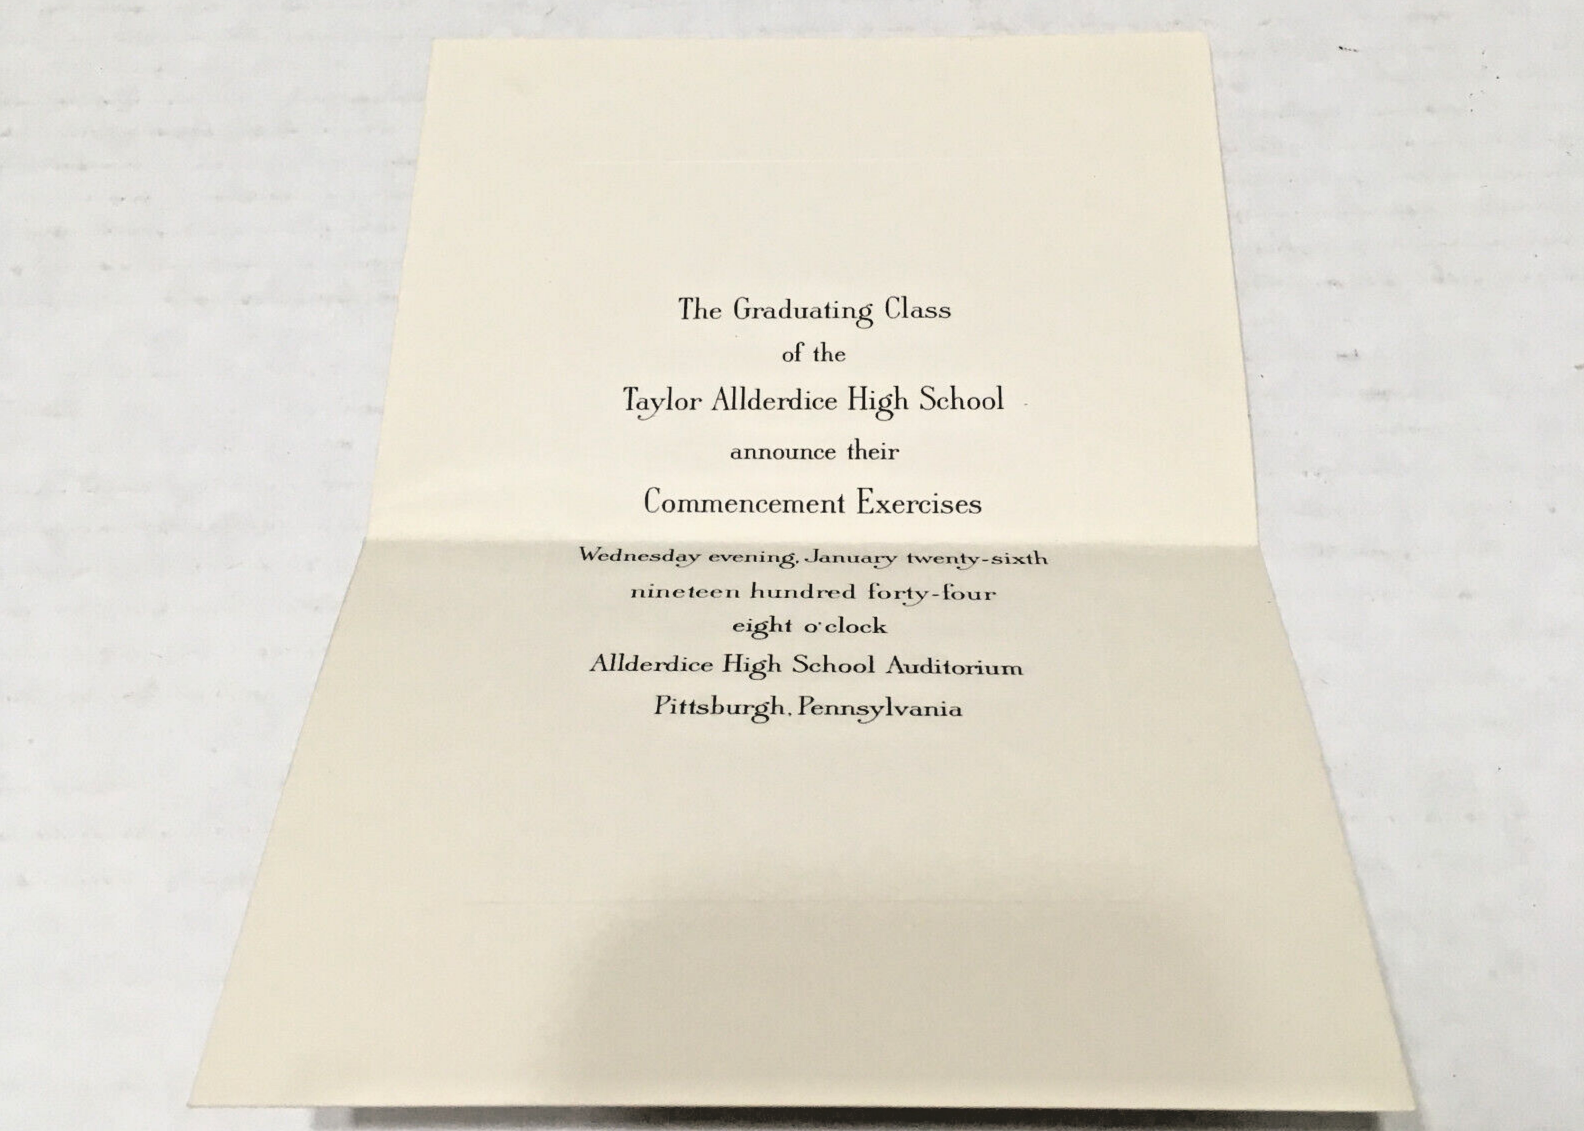 The Graduating Class
of the
Taylor Allderdice High School
announce their
Commencement Exercises
Wednesday evening, January twenty-sixth
nineteen hundred forty-four
eight o'clock
Allderdice High School Auditorium
Pittsburgh, Pennsylvania